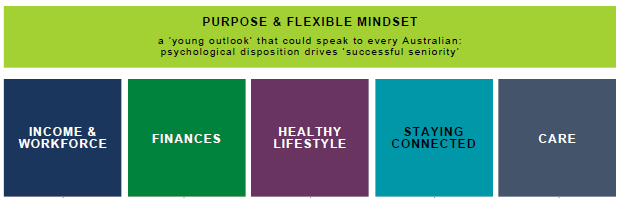 PURPOSE & FLEXIBLE MINDSET
a 'young outlook' that could speak to every Australian:
psychological disposition drives 'successful seniority'
INCOME &
WORKFORCE
FINANCES
HEALTHY
LIFESTYLE
STAYING
CONNECTED
CARE